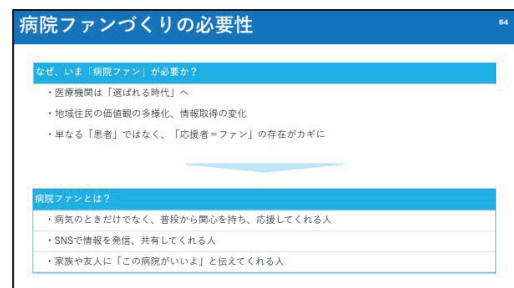 病院ファンづくりの必要性
64
なぜ、いま「病院ファン」が必要か？
・医療機関は「選ばれる時代」へ
・地域住民の価値観の多様化、情報取得の変化
・単なる「患者」ではなく、「応援者＝ファン」の存在がカギに
病院ファンとは？
・病気のときだけでなく、普段から関心を持ち、応援してくれる人
・SNSで情報を発信、共有してくれる人
・家族や友人に「この病院がいいよ」と伝えてくれる人